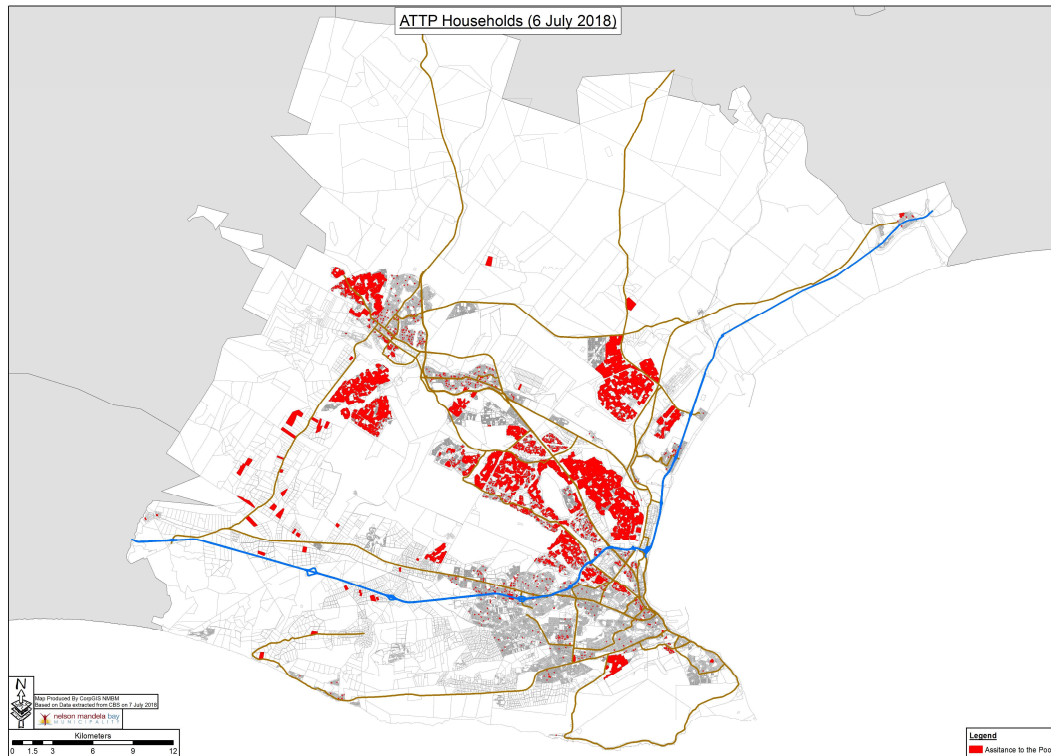 ATTP Households (6 July 2018)
N
Map Produced By CorpGIS NMBM
Based on Data extracted from CBS on 7 July 2018
nelson mandela bay
MUNICIPALITY
Kilometers
0 1.5 3 6 9 12
Legend
Assitance to the Poo